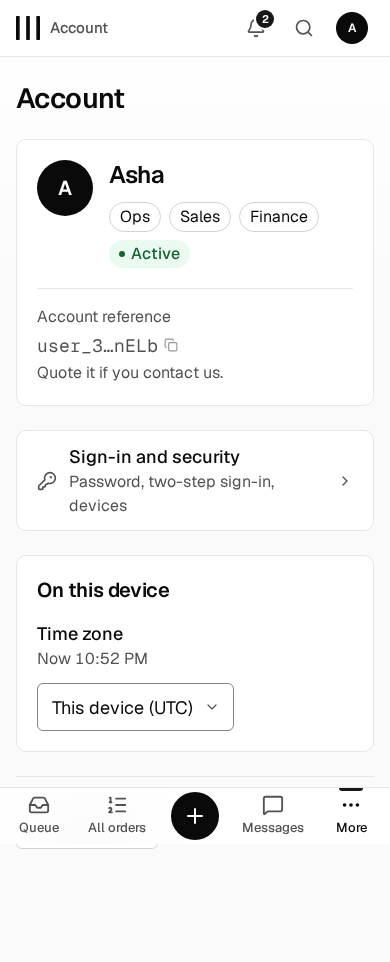 Account
2
A
Account
A
Asha
Ops
Sales
Finance
Active
Account reference
user_3…nELb
Quote it if you contact us.
Sign-in and security
Password, two-step sign-in,
devices
On this device
Time zone
Now 10:52 PM
This device (UTC)
Queue
All orders
Messages
More